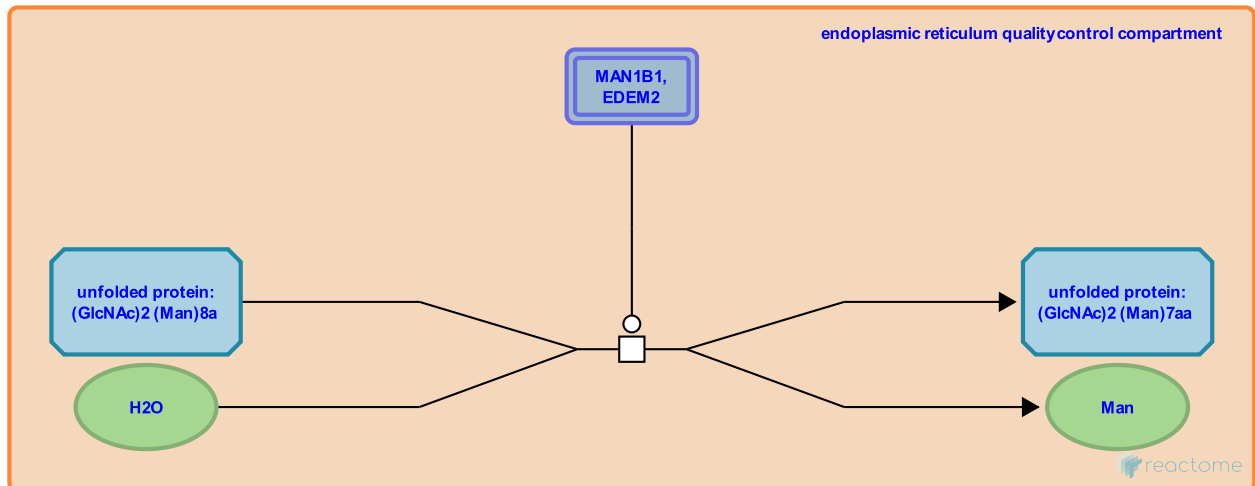 endoplasmic reticulum quality control compartment
MAN1B1,
EDEM2
unfolded protein:
(GlcNAc)2 (Man)8a
unfolded protein:
(GlcNAc)2 (Man)7aa
H2O
Man
reactome